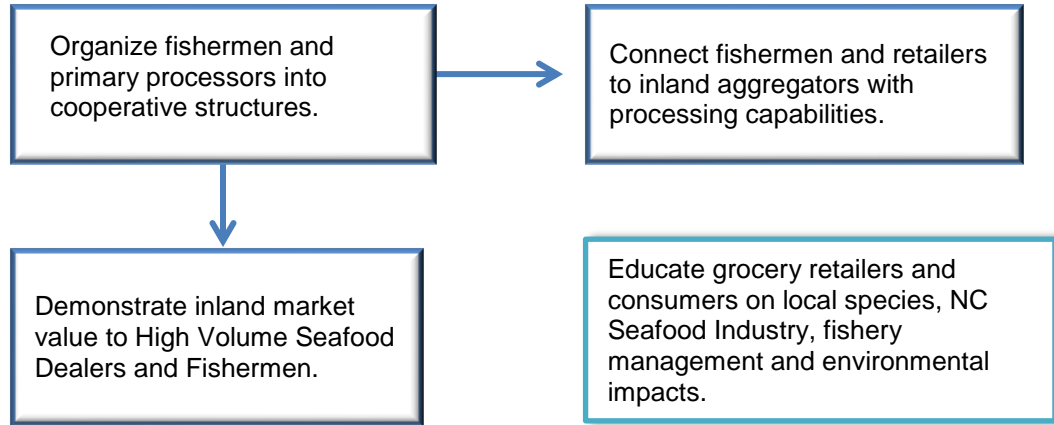 Organize fishermen and
primary processors into
cooperative structures.
Connect fishermen and retailers
to inland aggregators with
processing capabilities.
Demonstrate inland market
value to High Volume Seafood
Dealers and Fishermen.
Educate grocery retailers and
consumers on local species, NC
Seafood Industry, fishery
management and environmental
impacts.